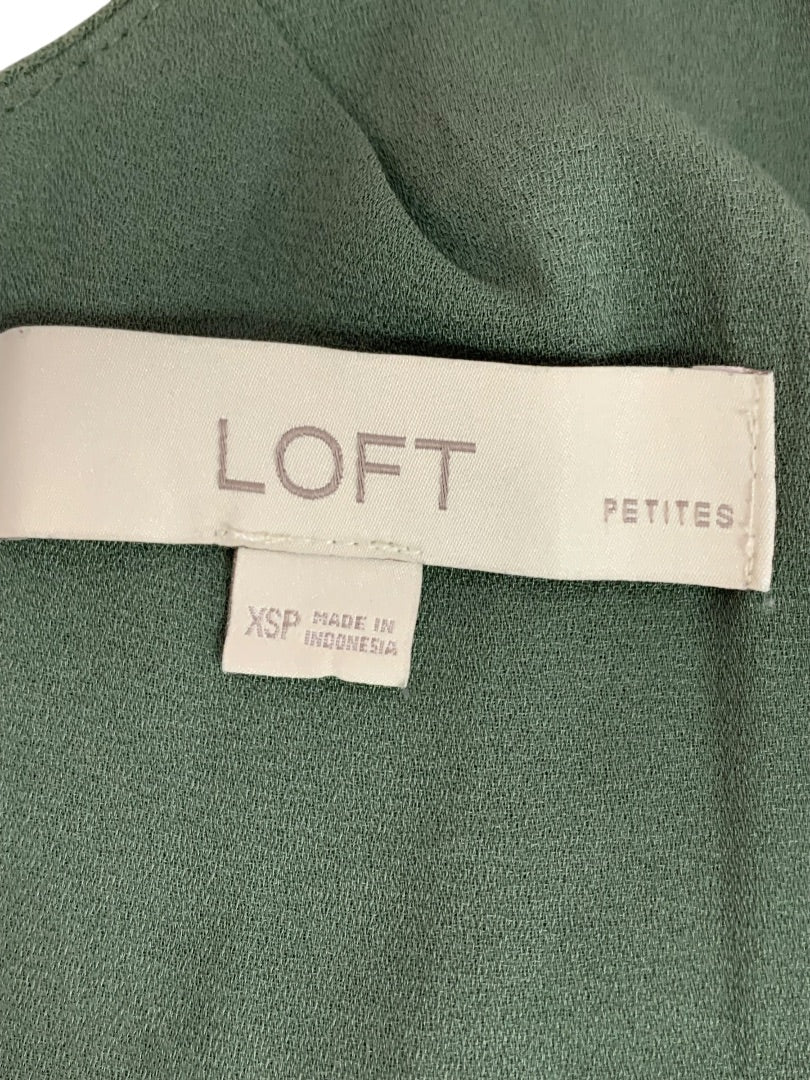 LOFT
PETITES
XSP
MADE IN
INDONESIA